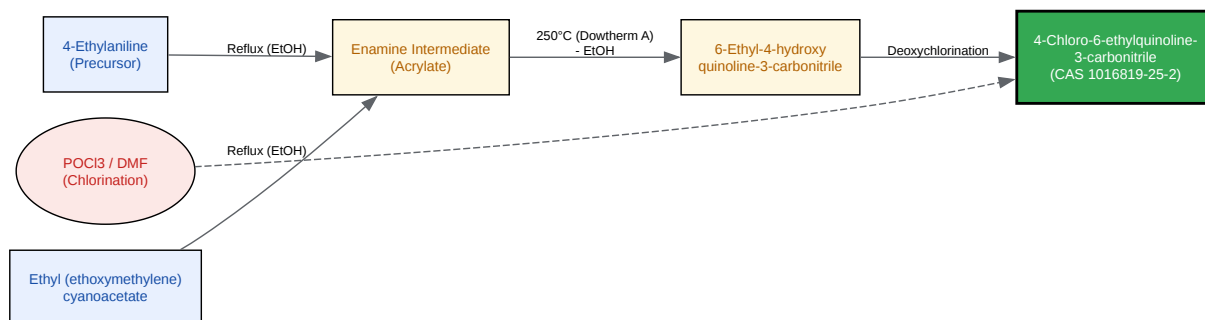 4-Ethylaniline
(Precursor)
Reflux (EtOH)
Enamine Intermediate
(Acrylate)
250°C (Dowtherm A)
- EtOH
6-Ethyl-4-hydroxy
quinoline-3-carbonitrile
Deoxychlorination
4-Chloro-6-ethylquinoline-
3-carbonitrile
(CAS 1016819-25-2)
POCl3 / DMF
(Chlorination)
Reflux (EtOH)
Ethyl (ethoxymethylene)
cyanoacetate